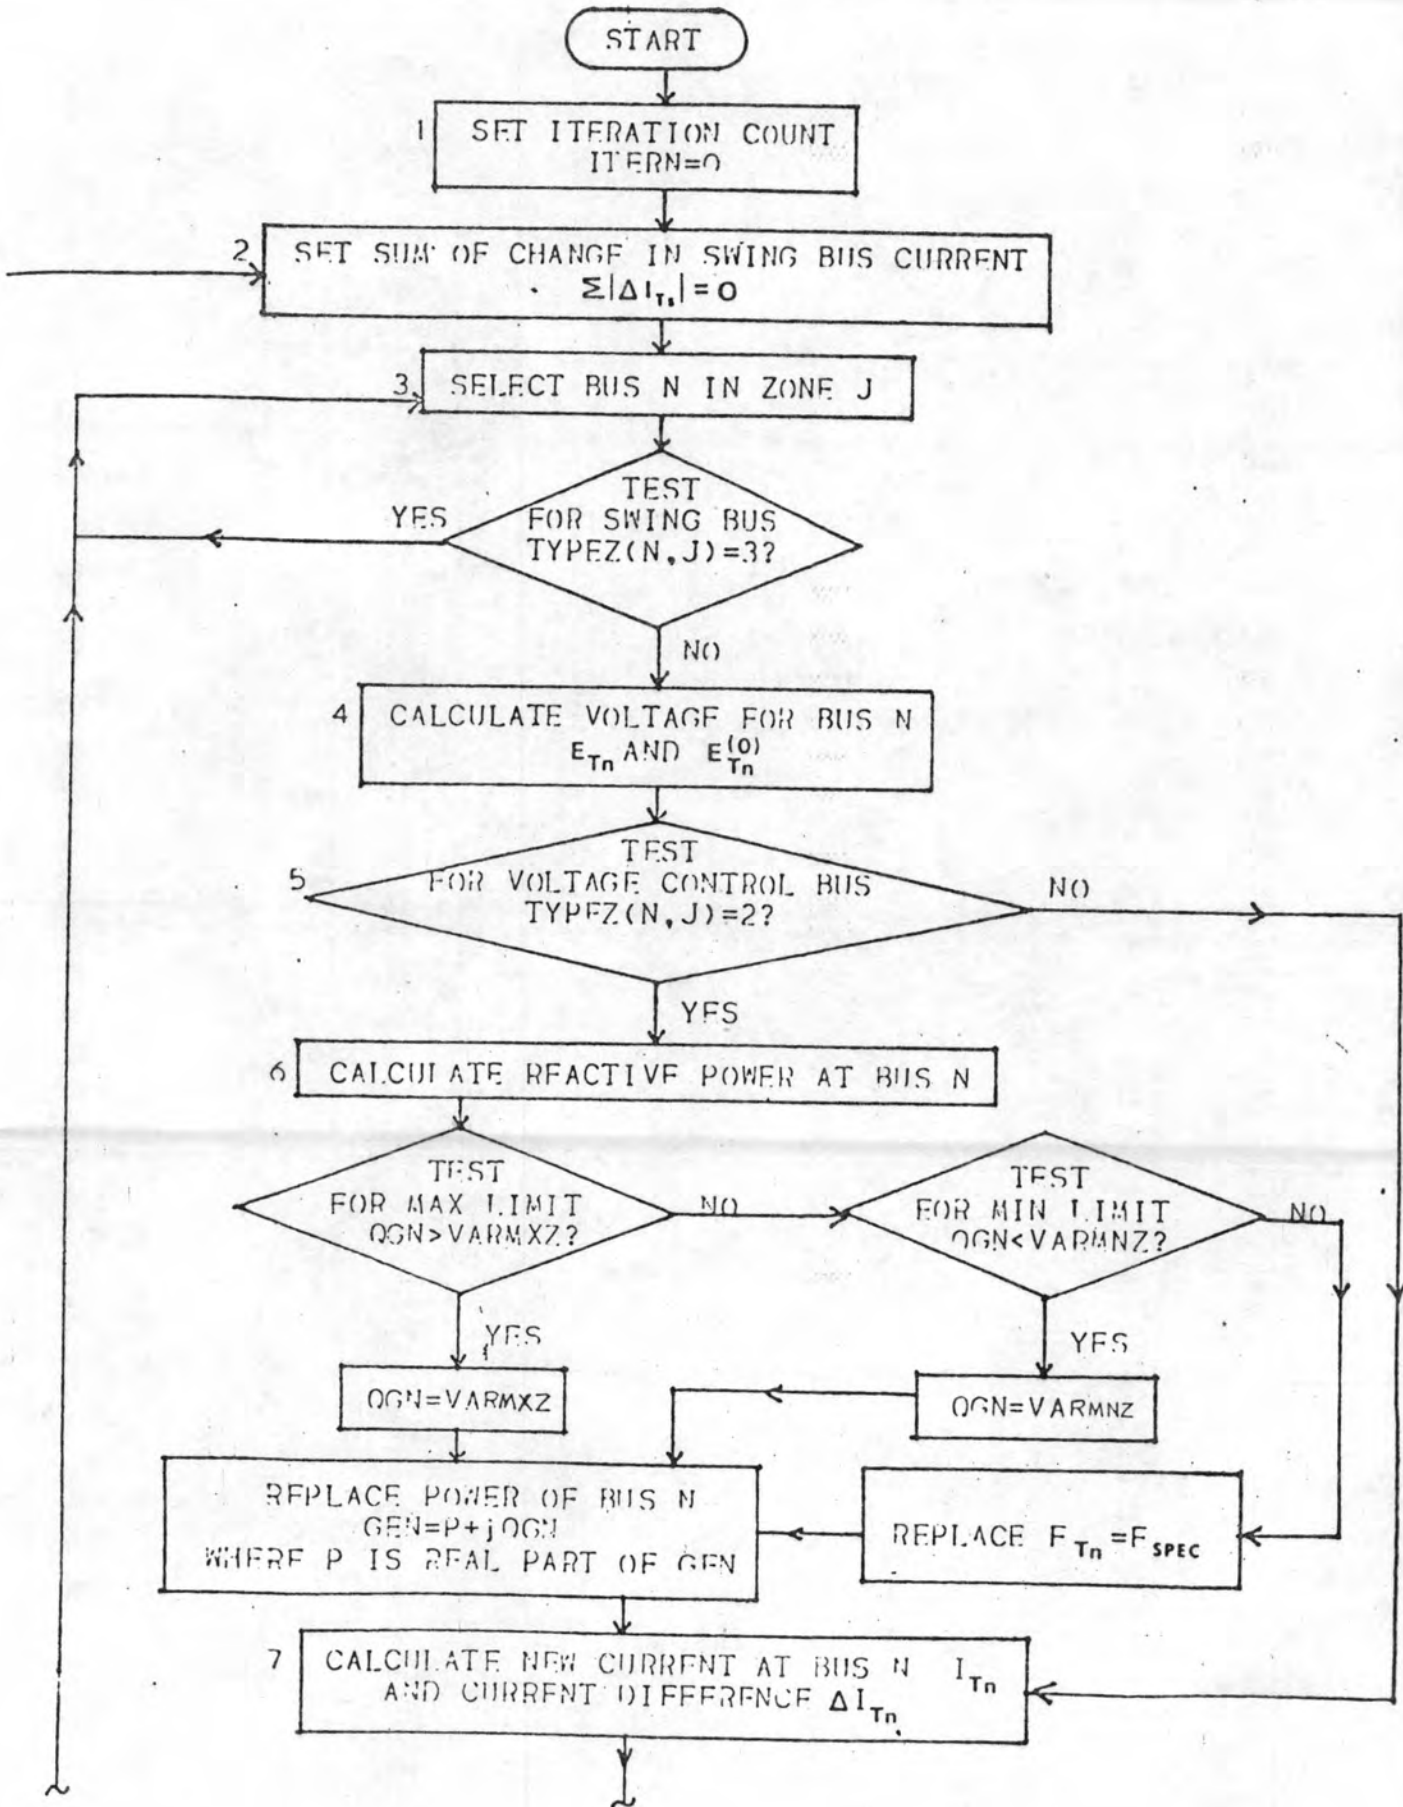 START
1
SET ITERATION COUNT
ITERN=0
2
SET SUM OF CHANGE IN SWING BUS CURRENT
Σ|ΔI_Ts|=0
3
SELECT BUS N IN ZONE J
TEST
FOR SWING BUS
TYPEZ(N,J)=3?
YES
NO
4
CALCULATE VOLTAGE FOR BUS N
E_Tn AND E_Tn^(0)
TEST
5
FOR VOLTAGE CONTROL BUS
TYPEZ(N,J)=2?
NO
YES
6
CALCULATE REACTIVE POWER AT BUS N
TEST
FOR MAX LIMIT
QGN>VARMXZ?
NO
TEST
FOR MIN LIMIT
QGN<VARMNZ?
NO
YES
YES
QGN=VARMXZ
QGN=VARMNZ
REPLACE POWER OF BUS N
GEN=P+jQGN
WHERE P IS REAL PART OF GEN
REPLACE E_Tn=E_SPEC
7
CALCULATE NEW CURRENT AT BUS N I_Tn
AND CURRENT DIFFERENCE ΔI_Tn